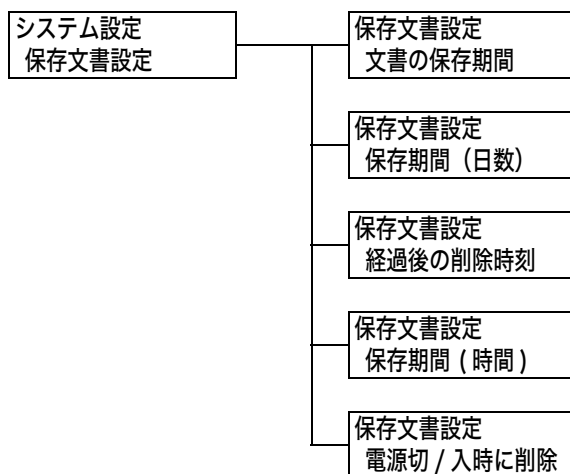 システム設定
保存文書設定
保存文書設定
文書の保存期間
保存文書設定
保存期間（日数）
保存文書設定
経過後の削除時刻
保存文書設定
保存期間 ( 時間 )
保存文書設定
電源切 / 入時に削除